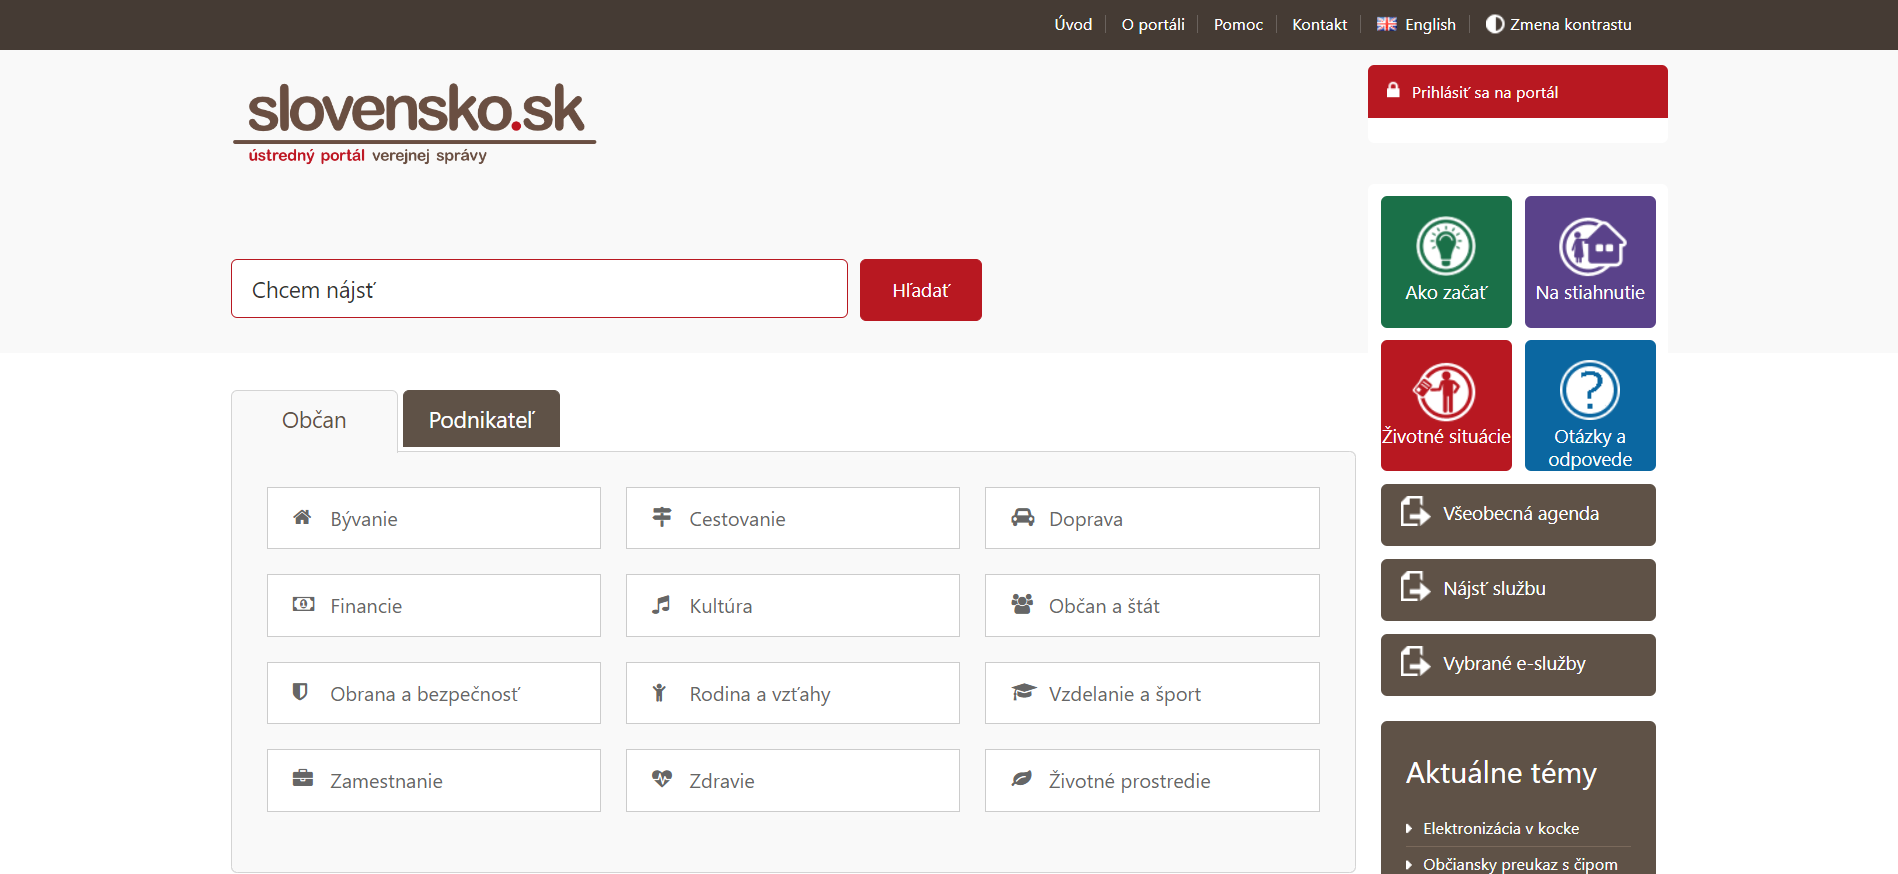 Úvod
O portáli
Pomoc
Kontakt
English
Zmena kontrastu
slovensko.sk
ústredný portál verejnej správy
Prihlásiť sa na portál
Chcem nájsť
Hľadať
Ako začať
Na stiahnutie
Životné situácie
Otázky a
odpovede
Občan
Podnikateľ
Bývanie
Cestovanie
Doprava
Financie
Kultúra
Občan a štát
Obrana a bezpečnosť
Rodina a vzťahy
Vzdelanie a šport
Zamestnanie
Zdravie
Životné prostredie
Všeobecná agenda
Nájsť službu
Vybrané e-služby
Aktuálne témy
Elektronizácia v kocke
Občiansky preukaz s čipom